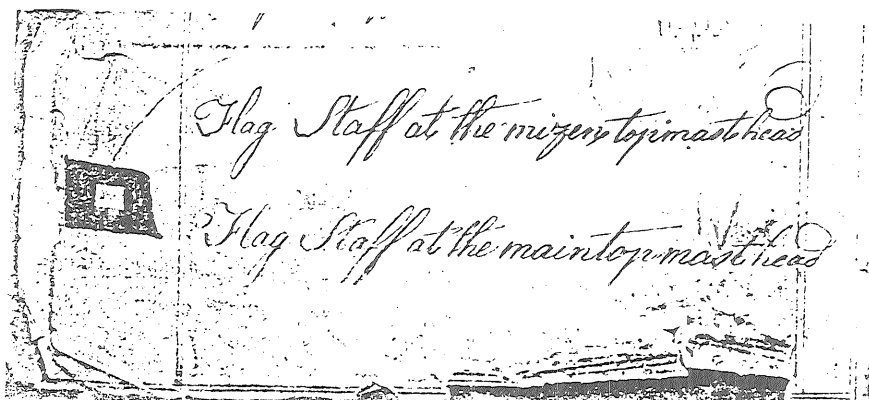 Flag Staff at the mizen topmast head
Flag Staff at the maintopmast head